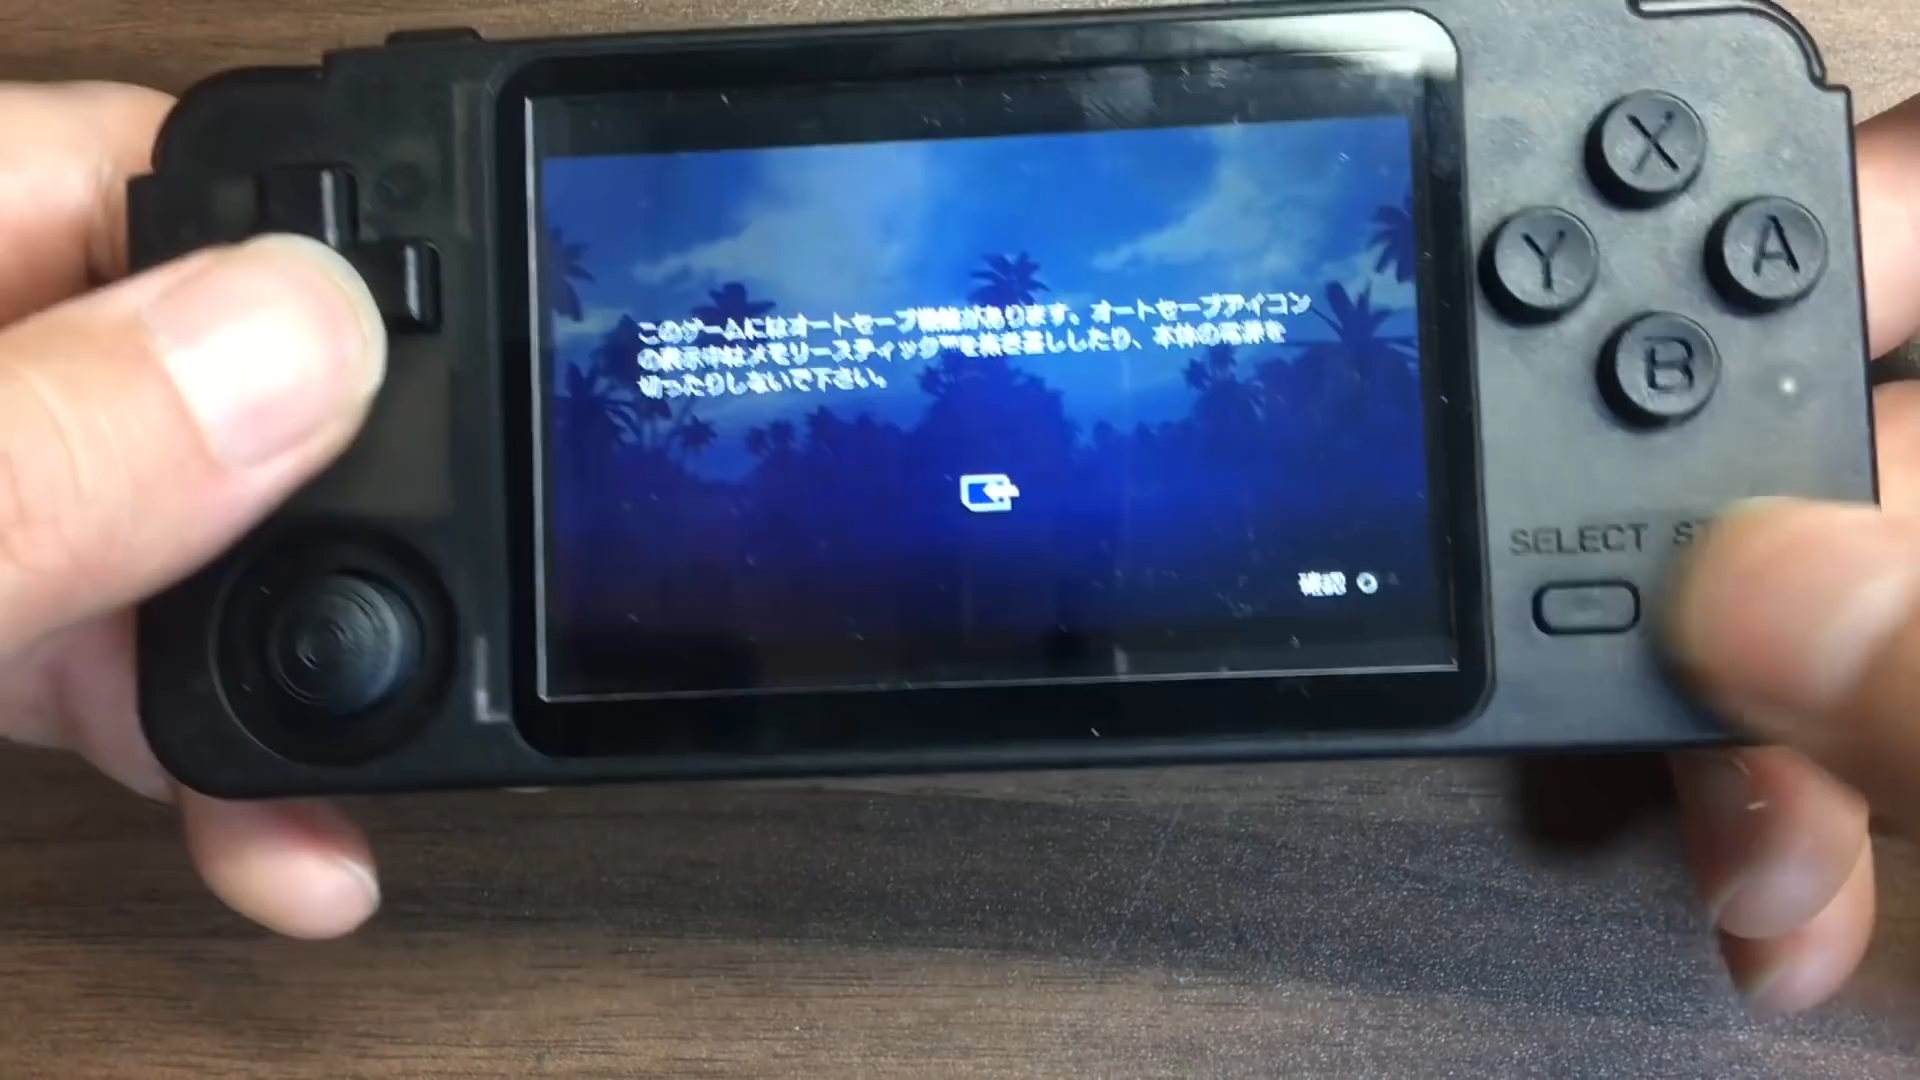 このゲームにはオートセーブ機能があります。オートセーブアイコン
の表示中はメモリースティック™を抜き差ししたり、本体の電源を
切ったりしないで下さい。
確認
X
Y
A
B
SELECT ST